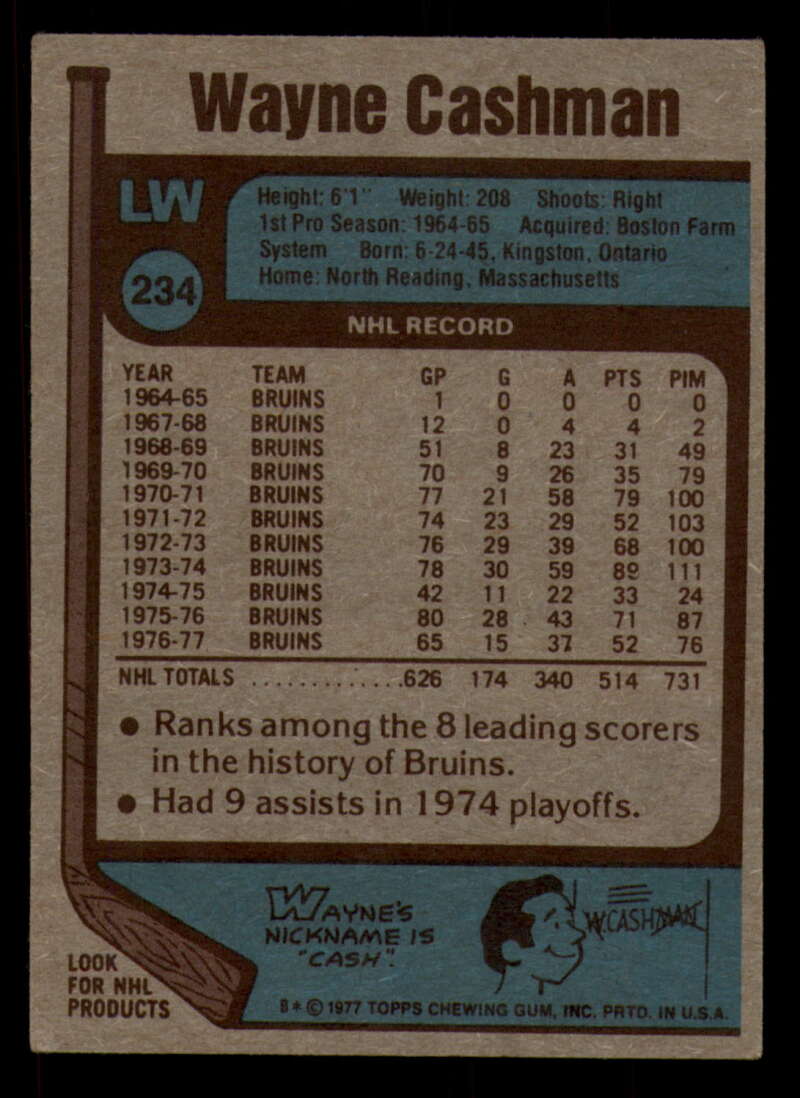 Wayne Cashman
LW
234
Height: 6'1" Weight: 208 Shoots: Right
1st Pro Season: 1964-65 Acquired: Boston Farm
System Born: 6-24-45, Kingston, Ontario
Home: North Reading, Massachusetts
NHL RECORD
YEAR TEAM GP G A PTS PIM
1964-65 BRUINS 1 0 0 0 0
1967-68 BRUINS 12 0 4 4 2
1968-69 BRUINS 51 8 23 31 49
1969-70 BRUINS 70 9 26 35 79
1970-71 BRUINS 77 21 58 79 100
1971-72 BRUINS 74 23 29 52 103
1972-73 BRUINS 76 29 39 68 100
1973-74 BRUINS 78 30 59 89 111
1974-75 BRUINS 42 11 22 33 24
1975-76 BRUINS 80 28 43 71 87
1976-77 BRUINS 65 15 37 52 76
NHL TOTALS ..............626 174 340 514 731
• Ranks among the 8 leading scorers
in the history of Bruins.
• Had 9 assists in 1974 playoffs.
WAYNE'S
NICKNAME IS
"CASH".
W.CASHMAN
LOOK
FOR NHL
PRODUCTS
B * © 1977 TOPPS CHEWING GUM, INC. PRTD. IN U.S.A.